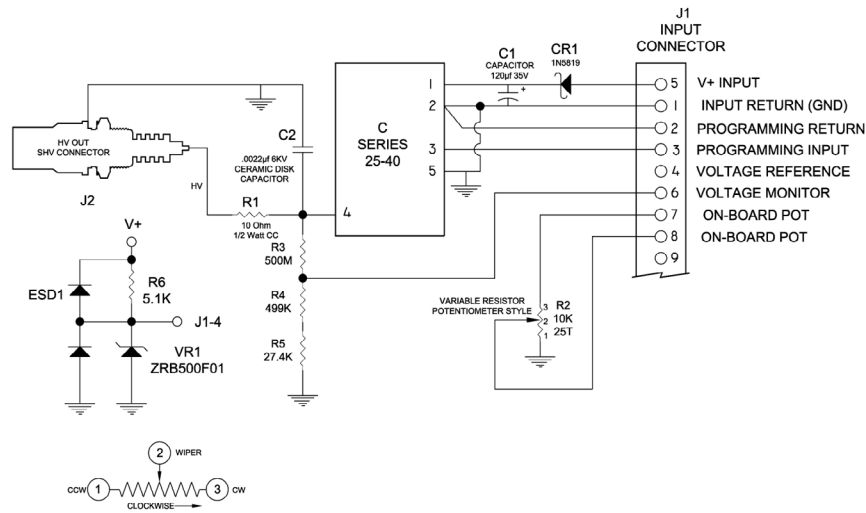 J1
INPUT
CONNECTOR
C1
CAPACITOR
120µf 35V
+
CR1
1N5819
C
SERIES
25-40
1
2
3
5
4
5 V+ INPUT
1 INPUT RETURN (GND)
2 PROGRAMMING RETURN
3 PROGRAMMING INPUT
4 VOLTAGE REFERENCE
6 VOLTAGE MONITOR
7 ON-BOARD POT
8 ON-BOARD POT
9
HV OUT
SHV CONNECTOR
J2
C2
.0022µf 6KV
CERAMIC DISK
CAPACITOR
HV
R1
10 Ohm
1/2 Watt CC
R3
500M
R4
499K
R5
27.4K
V+
ESD1
R6
5.1K
J1-4
VR1
ZRB500F01
VARIABLE RESISTOR
POTENTIOMETER STYLE
3
2
1
R2
10K
25T
2 WIPER
CCW 1 3 CW
CLOCKWISE